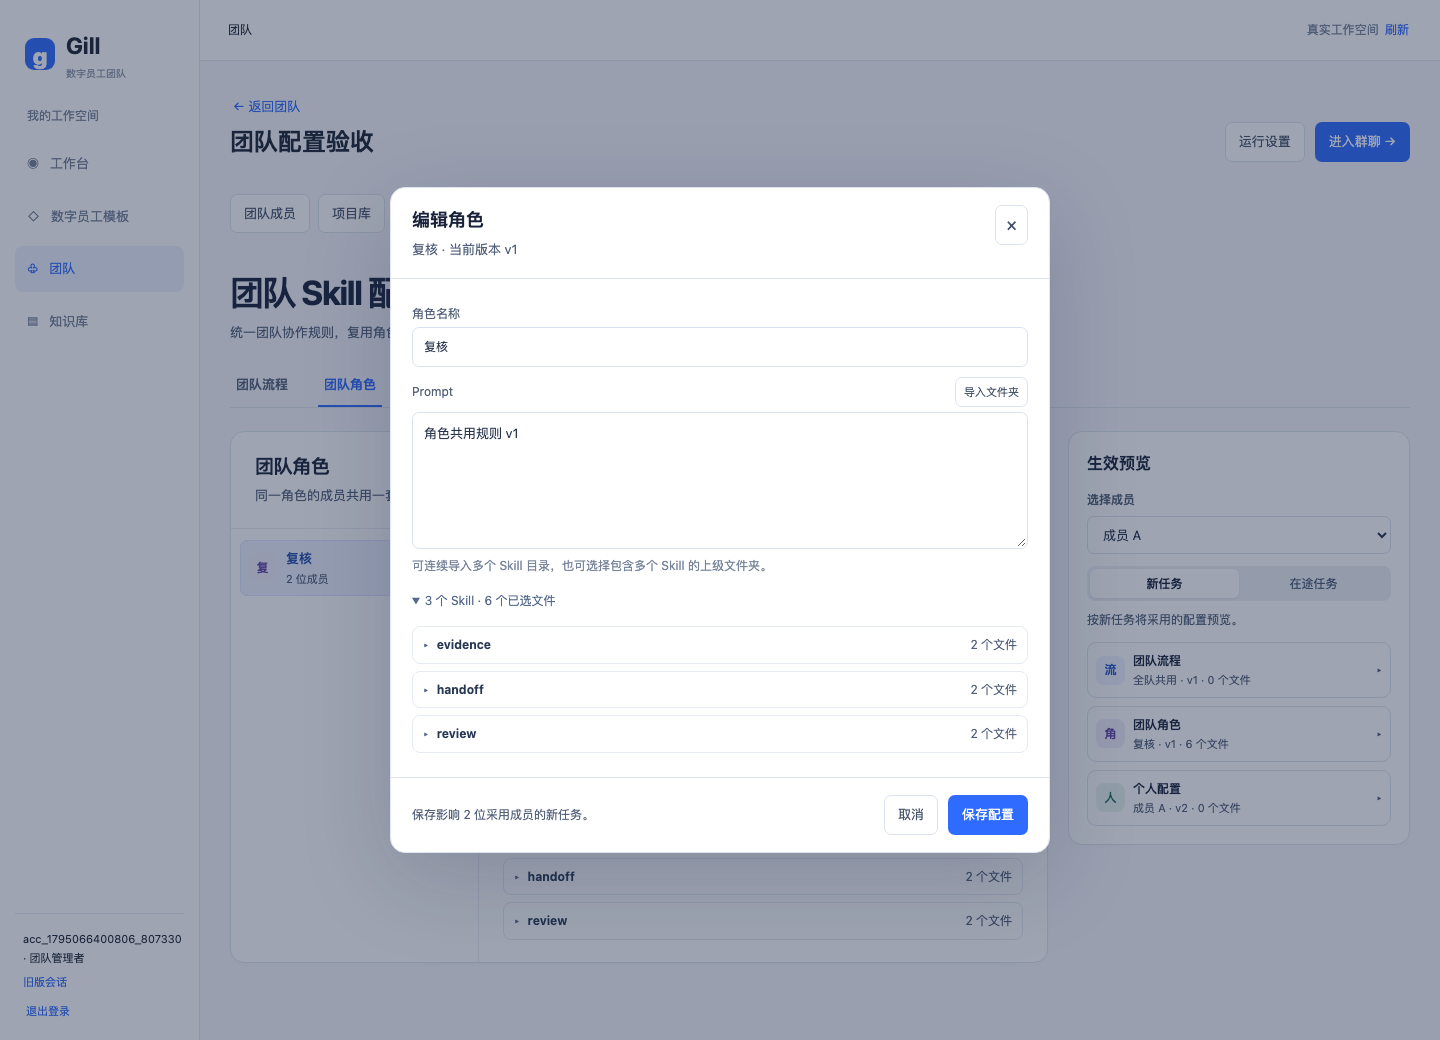 g
Gill
数字员工团队
我的工作空间
工作台
数字员工模板
团队
知识库
acc_1795066400806_807330
· 团队管理者
旧版会话
退出登录
团队
真实工作空间 刷新
← 返回团队
团队配置验收
运行设置
进入群聊 →
团队成员
项目库
团队 Skill 配
统一团队协作规则，复用角色
团队流程
团队角色
团队角色
同一角色的成员共用一套
复
复核
2 位成员
编辑角色
复核 · 当前版本 v1
×
角色名称
复核
Prompt
导入文件夹
角色共用规则 v1
可连续导入多个 Skill 目录，也可选择包含多个 Skill 的上级文件夹。
▼ 3 个 Skill · 6 个已选文件
▸ evidence 2 个文件
▸ handoff 2 个文件
▸ review 2 个文件
保存影响 2 位采用成员的新任务。
取消
保存配置
▸ handoff 2 个文件
▸ review 2 个文件
生效预览
选择成员
成员 A
新任务
在途任务
按新任务将采用的配置预览。
流
团队流程
全队共用 · v1 · 0 个文件
角
团队角色
复核 · v1 · 6 个文件
人
个人配置
成员 A · v2 · 0 个文件